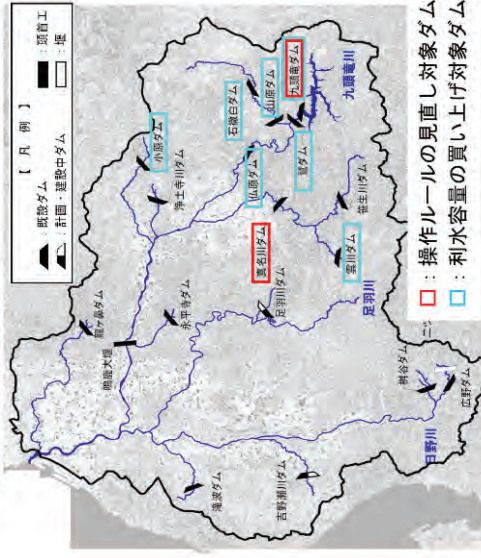 【 凡 例 】
: 既設ダム
: 計画・建設中ダム
: 頭首工
: 堰
龍ヶ鼻ダム
鳴鹿大堰
永平寺ダム
浄土寺川ダム
小原ダム
石徹白ダム
山原ダム
九頭竜ダム
九頭竜川
鷲ダム
仏原ダム
真名川ダム
笹生川ダム
雲川ダム
足羽川ダム
足羽川
滝波ダム
吉野瀬川ダム
桝谷ダム
広野ダム
日野川
: 操作ルールの見直し対象ダム
: 利水容量の買い上げ対象ダム